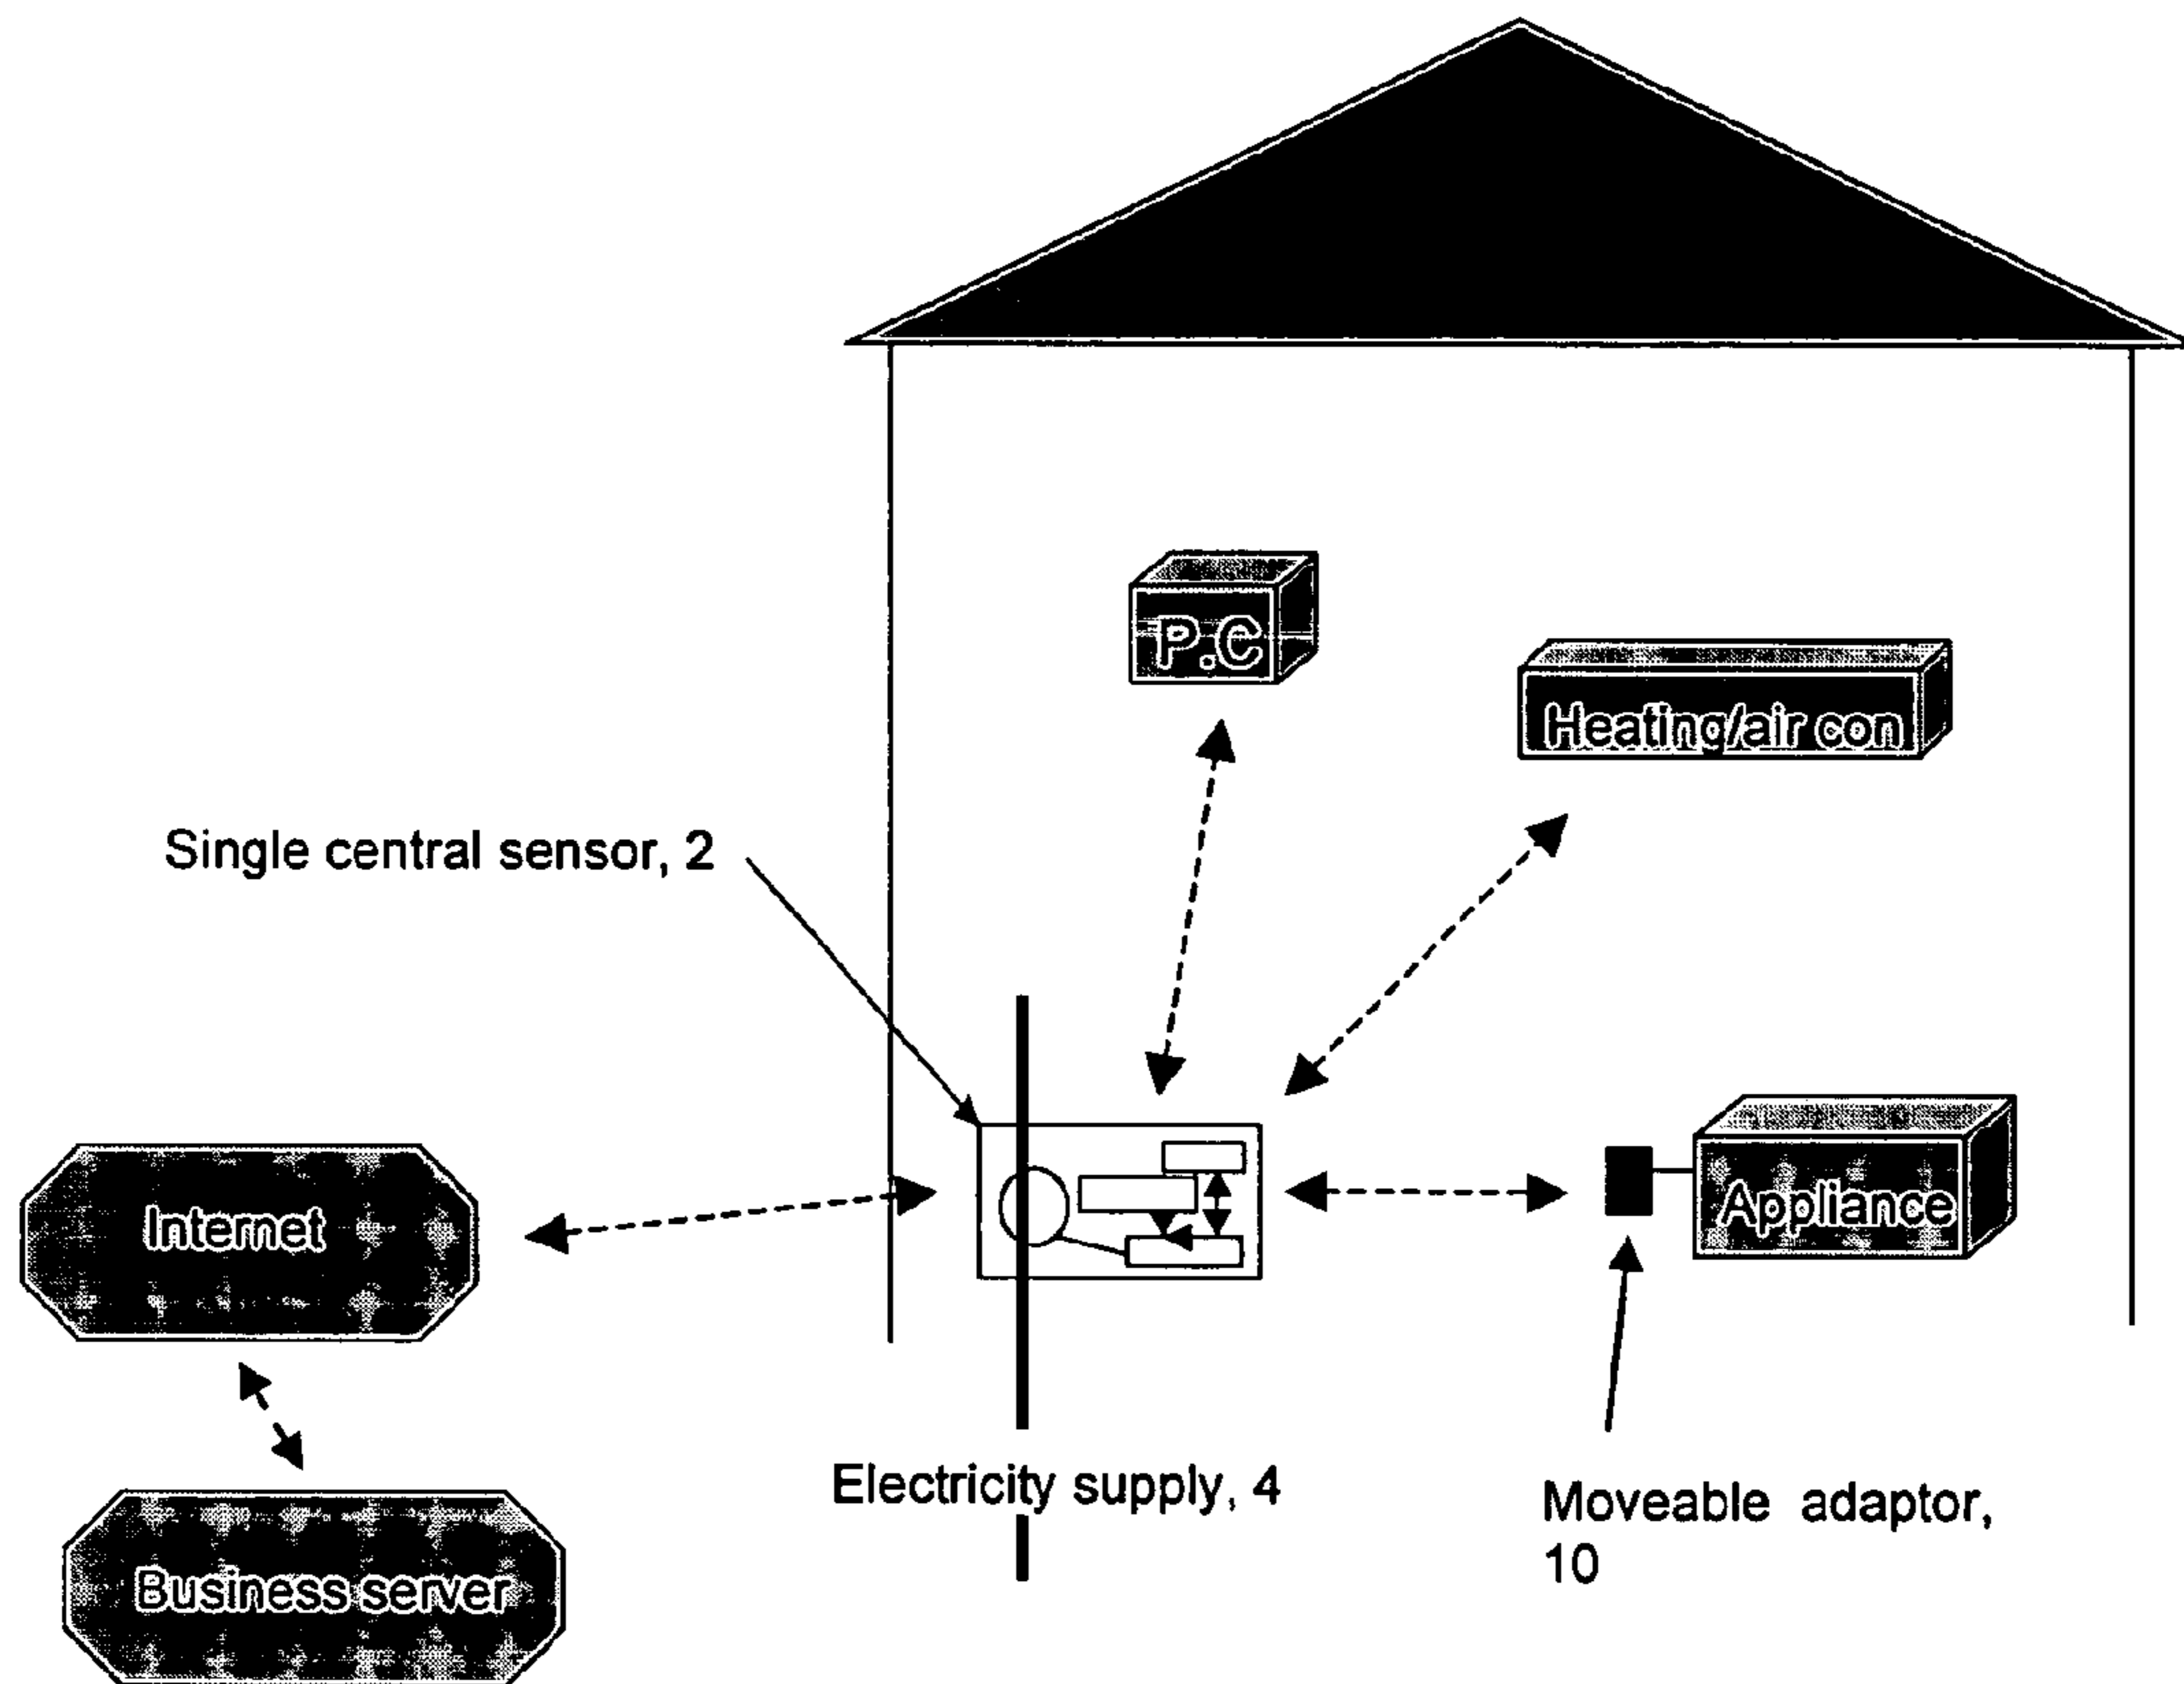 P.C
Heating/air con
Single central sensor, 2
Internet
Appliance
Electricity supply, 4
Moveable adaptor,
10
Business server